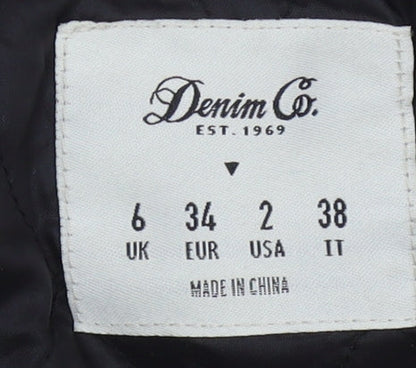 Denim Co.
EST. 1969
6 34 2 38
UK EUR USA IT
MADE IN CHINA